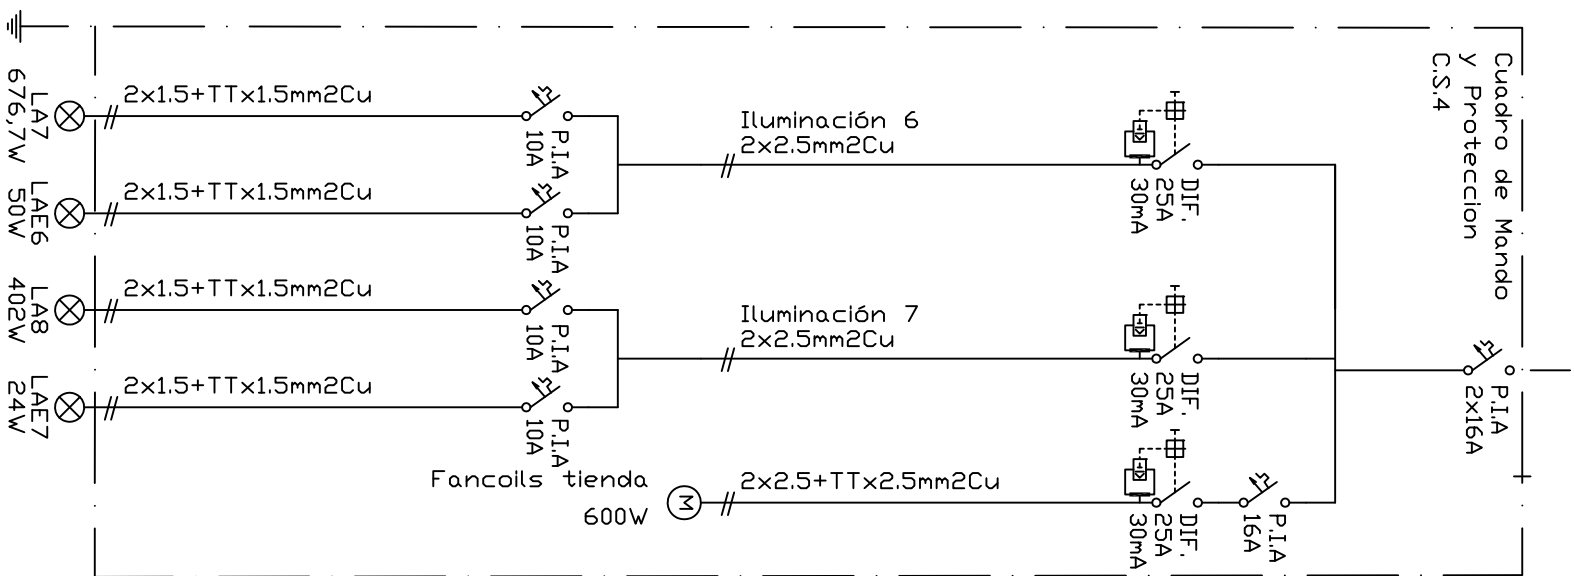 Cuadro de Mando
y Proteccion
C.S.4
P.I.A
2x16A
DIF.
25A
30mA
Iluminación 6
2x2.5mm2Cu
P.I.A
10A
2x1.5+TTx1.5mm2Cu
LA7
676,7W
P.I.A
10A
2x1.5+TTx1.5mm2Cu
LAE6
50W
DIF.
25A
30mA
Iluminación 7
2x2.5mm2Cu
P.I.A
10A
2x1.5+TTx1.5mm2Cu
LA8
402W
P.I.A
10A
2x1.5+TTx1.5mm2Cu
LAE7
24W
P.I.A
16A
DIF.
25A
30mA
2x2.5+TTx2.5mm2Cu
M
Fancoils tienda
600W